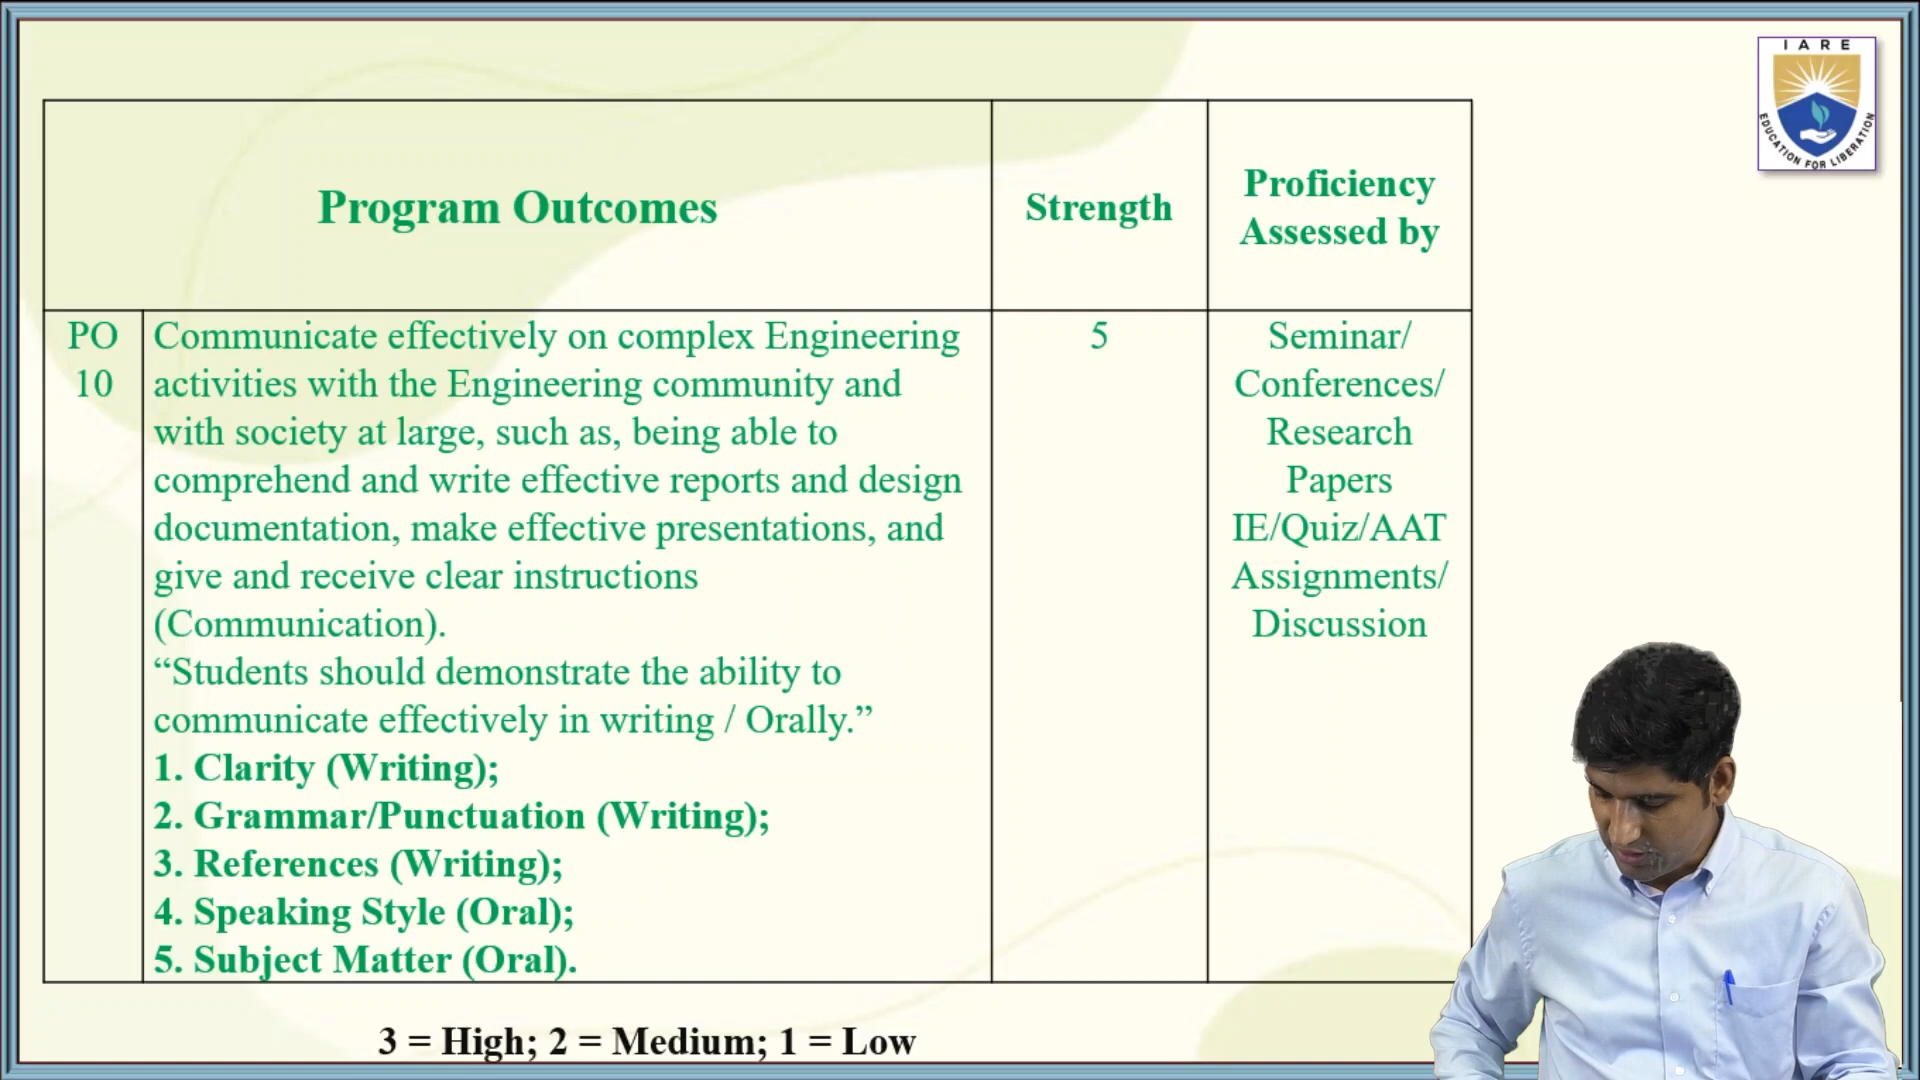 IARE
EDUCATION FOR LIBERATION
Program Outcomes
Strength
Proficiency
Assessed by
PO
10
Communicate effectively on complex Engineering
activities with the Engineering community and
with society at large, such as, being able to
comprehend and write effective reports and design
documentation, make effective presentations, and
give and receive clear instructions
(Communication).
“Students should demonstrate the ability to
communicate effectively in writing / Orally.”
1. Clarity (Writing);
2. Grammar/Punctuation (Writing);
3. References (Writing);
4. Speaking Style (Oral);
5. Subject Matter (Oral).
5
Seminar/
Conferences/
Research
Papers
IE/Quiz/AAT
Assignments/
Discussion
3 = High; 2 = Medium; 1 = Low